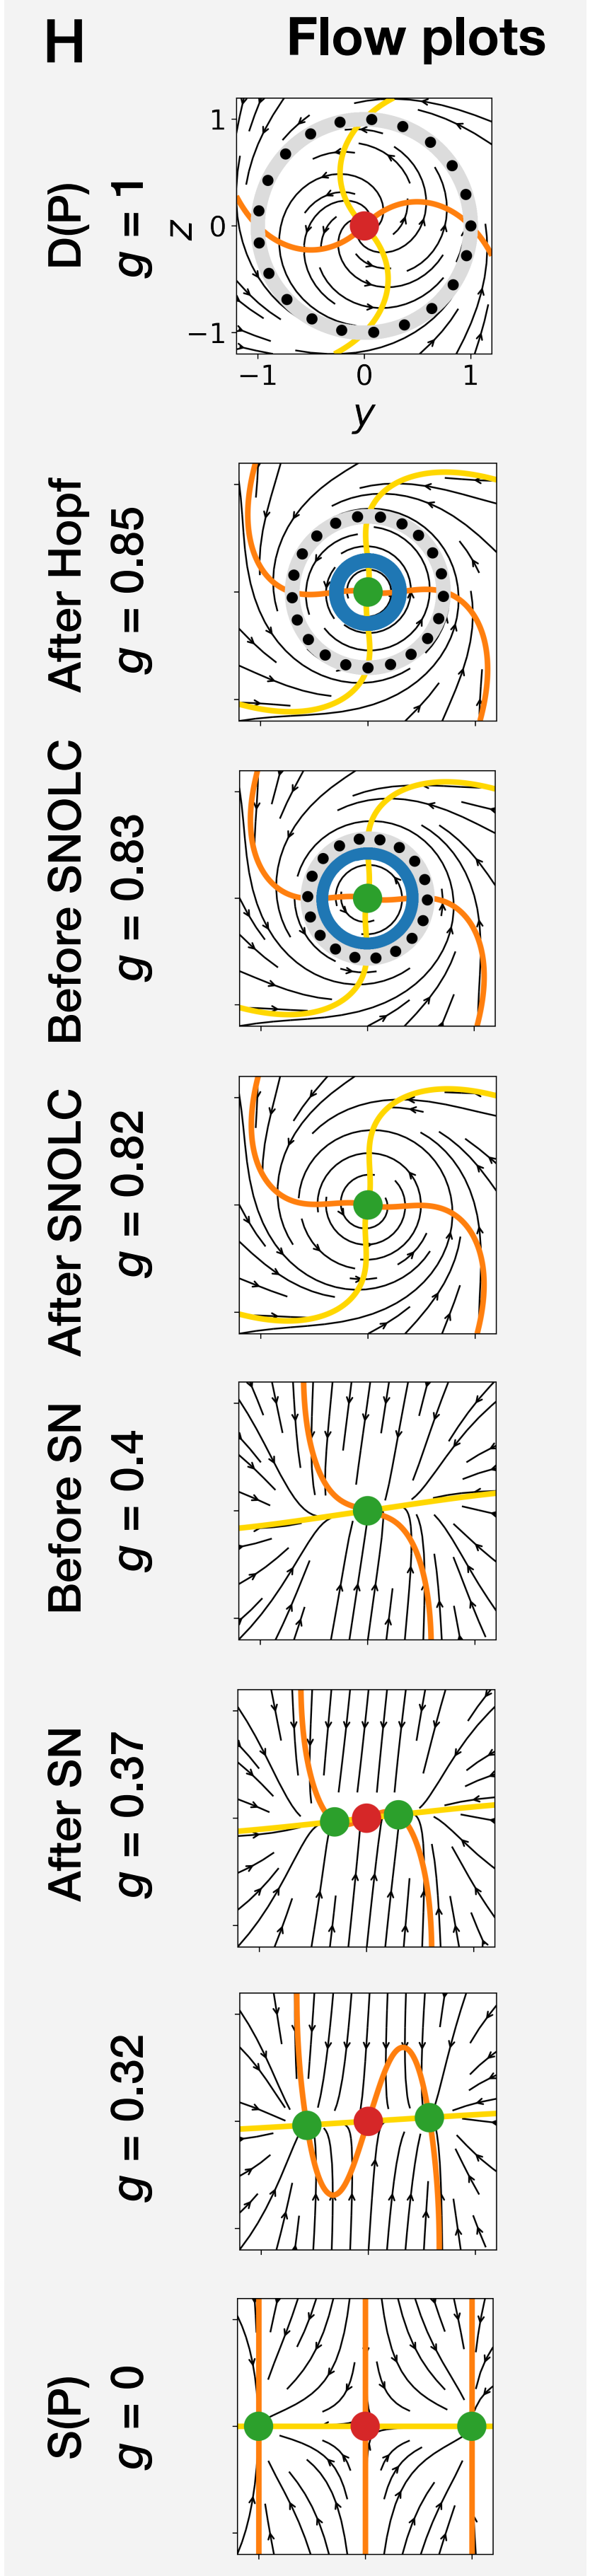 H Flow plots
D(P)
g = 1
z
1
0
−1
−1 0 1
y
After Hopf
g = 0.85
Before SNOLC
g = 0.83
After SNOLC
g = 0.82
Before SN
g = 0.4
After SN
g = 0.37
g = 0.32
S(P)
g = 0